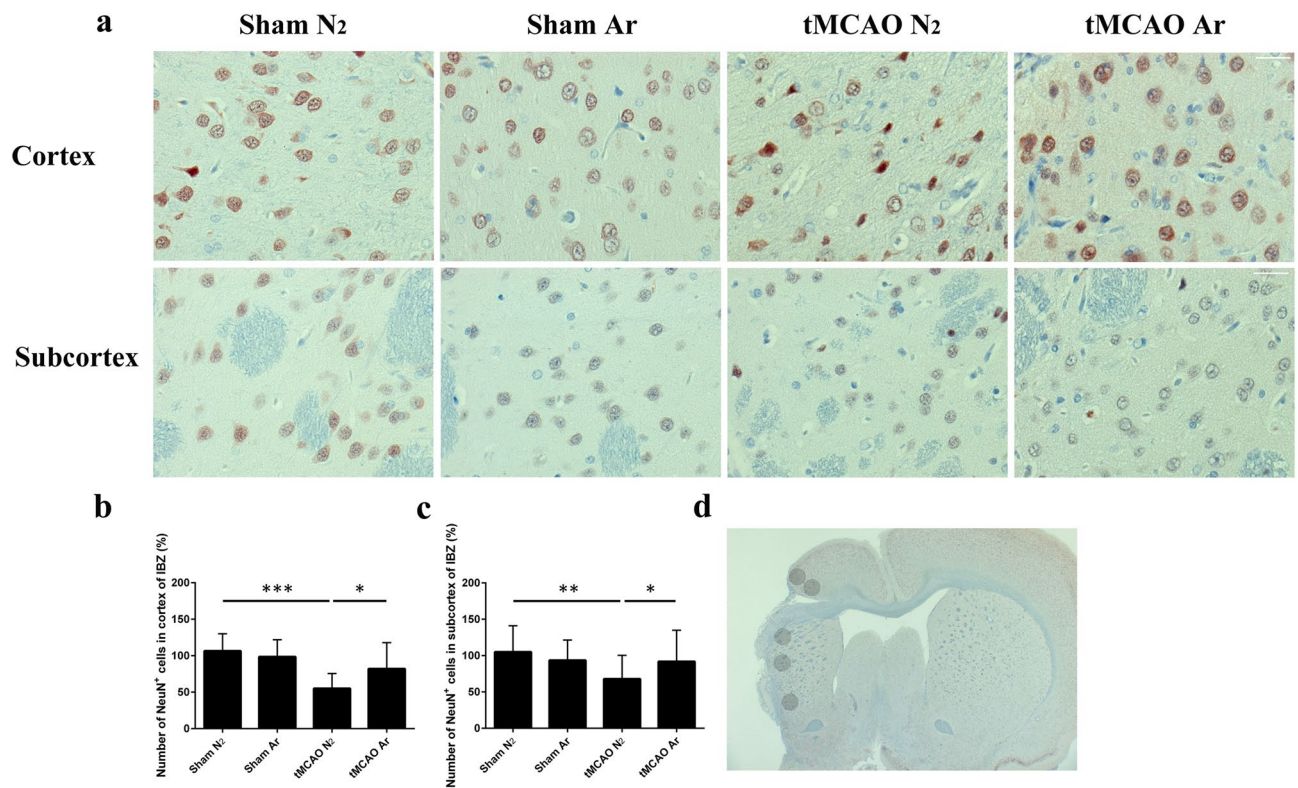 a
Sham N2
Sham Ar
tMCAO N2
tMCAO Ar
Cortex
Subcortex
b
Number of NeuN+ cells in cortex of IBZ (%)
200
150
100
50
0
***
*
Sham N2
Sham Ar
tMCAO N2
tMCAO Ar
c
Number of NeuN+ cells in subcortex of IBZ (%)
200
150
100
50
0
**
*
Sham N2
Sham Ar
tMCAO N2
tMCAO Ar
d